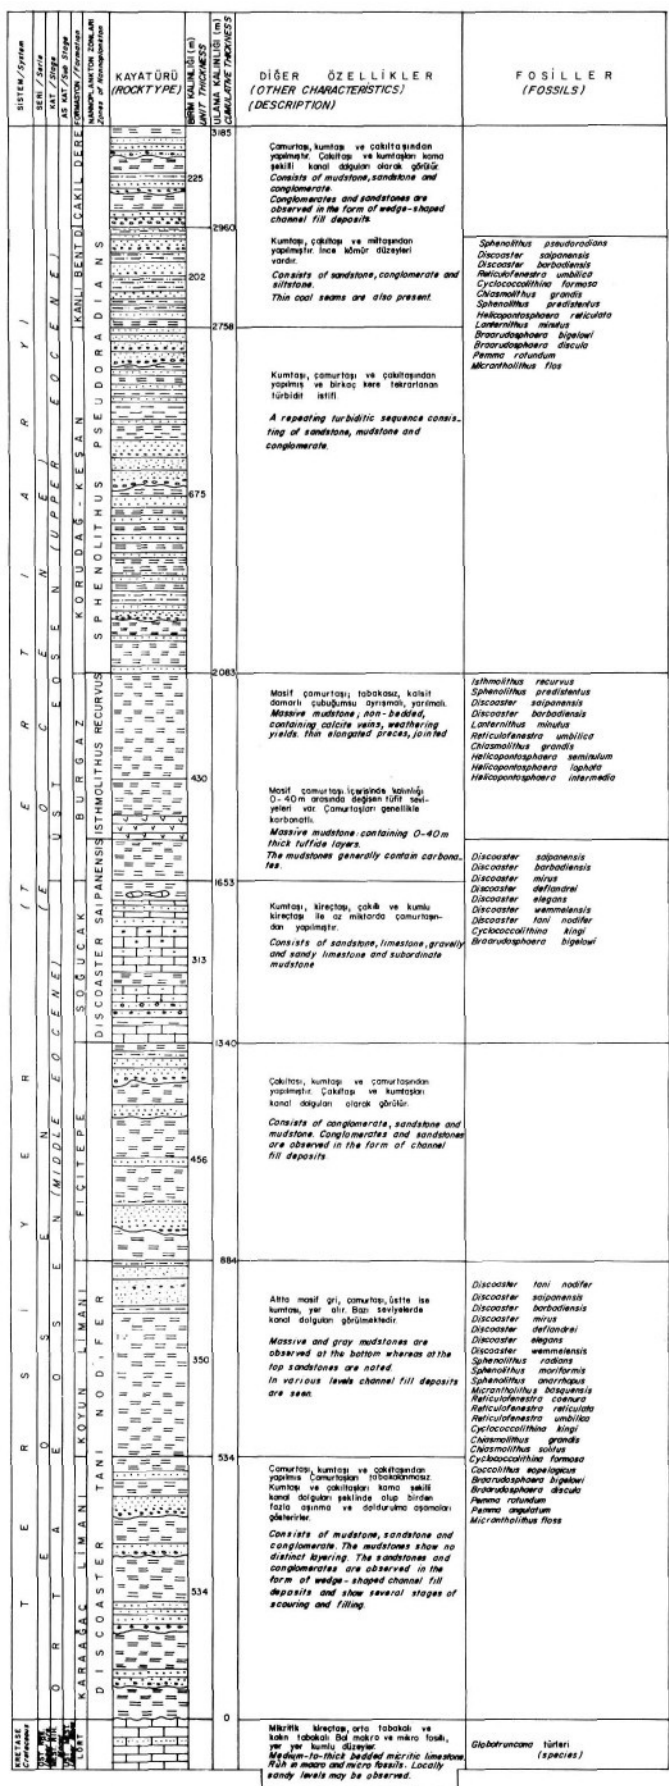 SİSTEM/System
SERİ / Serie
KAT / Stage
AS KAT/Sub Stage
FORMASYON/Formation
NANNOPLANKTON ZONLARI
Zones of Nannoplankton
KAYATÜRÜ
(ROCKTYPE)
BİRİM KALINLIĞI (m)
UNIT THICKNESS
ULAMA KALINLIĞI (m)
CUMULATIVE THICKNESS
DİĞER ÖZELLİKLER
(OTHER CHARACTERISTICS)
(DESCRIPTION)
FOSİLLER
(FOSSILS)
TERSİYER (TERTIARY)
EOSEN (EOCENE)
ÜST EOSEN (UPPER EOCENE)
ORTA EOSEN (MIDDLE EOCENE)
ÇAKIL DERE
3185
225
Çamurtaşı, kumtaşı ve çakıltaşından
yapılmıştır. Çakıltaşı ve kumtaşları kama
şekilli kanal dolguları olarak görülür.
Consists of mudstone, sandstone and
conglomerate.
Conglomerates and sandstones are
observed in the form of wedge-shaped
channel fill deposits.
2960
KANLI BENT
202
Kumtaşı, çakıltaşı ve miltaşından
yapılmıştır. İnce kömür düzeyleri
vardır.
Consists of sandstone, conglomerate and
siltstone.
Thin coal seams are also present.
2758
Sphenolithus pseudoradians
Discoaster saipanensis
Discoaster barbadiensis
Reticulofenestra umbilica
Cyclococcolithina formosa
Chiasmolithus grandis
Sphenolithus predistentus
Helicopontosphaera reticulata
Lanternithus minutus
Braarudosphaera bigelowi
Braarudosphaera discula
Pemma rotundum
Micrantholithus flos
KORUDAĞ - KEŞAN
SPHENOLITHUS PSEUDORADIANS
675
Kumtaşı, çamurtaşı ve çakıltaşından
yapılmış ve birkaç kere tekrarlanan
türbidit istifi.
A repeating turbiditic sequence consis-
ting of sandstone, mudstone and
conglomerate.
2083
BURGAZ
ISTHMOLITHUS RECURVUS
430
Masif çamurtaşı; tabakasız, kalsit
damarlı çubuğumsu ayrışmalı, yarılmalı.
Massive mudstone; non-bedded,
containing calcite veins, weathering
yields thin elongated preces, jointed
Masif çamurtaşı. İçerisinde kalınlığı
0-40m arasında değişen tüfit sevi-
yeleri var. Çamurtaşları genellikle
karbonatlı.
Massive mudstone: containing 0-40m
thick tuffide layers.
The mudstones generally contain carbona-
tes.
Isthmolithus recurvus
Sphenolithus predistentus
Discoaster saipanensis
Discoaster barbadiensis
Lanternithus minutus
Reticulofenestra umbilica
Chiasmolithus grandis
Helicopontosphaera seminulum
Helicopontosphaera lophota
Helicopontosphaera intermedia
1653
SOĞUCAK
DISCOASTER SAIPANENSIS
313
Kumtaşı, kireçtaşı, çakıllı ve kumlu
kireçtaşı ile az miktarda çamurtaşın-
dan yapılmıştır.
Consists of sandstone, limestone, gravelly
and sandy limestone and subordinate
mudstone
Discoaster saipanensis
Discoaster barbadiensis
Discoaster mirus
Discoaster deflandrei
Discoaster elegans
Discoaster wemmelensis
Discoaster tani nodifer
Cyclococcolithina kingi
Braarudosphaera bigelowi
1340
FIÇITEPE
456
Çakıltaşı, kumtaşı ve çamurtaşından
yapılmıştır. Çakıltaşı ve kumtaşları
kanal dolguları olarak görülür.
Consists of conglomerate, sandstone and
mudstone. Conglomerates and sandstones
are observed in the form of channel
fill deposits
884
KOYUN LİMANI
DISCOASTER TANI NODIFER
350
Altta masif gri, çamurtaşı, üstte ise
kumtaşı, yer alır. Bazı seviyelerde
kanal dolguları görülmektedir.
Massive and gray mudstones are
observed at the bottom whereas at the
top sandstones are noted.
In various levels channel fill deposits
are seen.
Discoaster tani nodifer
Discoaster saipanensis
Discoaster barbadiensis
Discoaster mirus
Discoaster deflandrei
Discoaster elegans
Discoaster wemmelensis
Sphenolithus radians
Sphenolithus moriformis
Sphenolithus anarrhopus
Micrantholithus basquensis
Reticulofenestra coenura
Reticulofenestra reticulata
Reticulofenestra umbilica
Cyclococcolithina kingi
Chiasmolithus grandis
Chiasmolithus solitus
Cyclococcolithina formosa
Coccolithus eopelagicus
Braarudosphaera bigelowi
Braarudosphaera discula
Pemma rotundum
Pemma angulatum
Micrantholithus floss
534
KARAAĞAÇ LİMANI
534
Çamurtaşı, kumtaşı ve çakıltaşından
yapılmış Çamurtaşları tabakalanmasız.
Kumtaşı ve çakıltaşları kama şekilli
kanal dolguları şeklinde olup birden
fazla aşınma ve doldurulma aşamaları
gösterirler.
Consists of mudstone, sandstone and
conglomerate. The mudstones show no
distinct layering. The sandstones and
conglomerates are observed in the
form of wedge-shaped channel fill
deposits and show several stages of
scouring and filling.
0
KRETASE
Cretaceous
LÖRT
Mikritik kireçtaşı, orta tabakalı ve
kalın tabakalı Bol makro ve mikro fosilli,
yer yer kumlu düzeyler.
Medium-to-thick bedded micritic limestone,
Rich in macro and micro fossils. Locally
sandy levels may be observed.
Globotruncana türleri
(species)